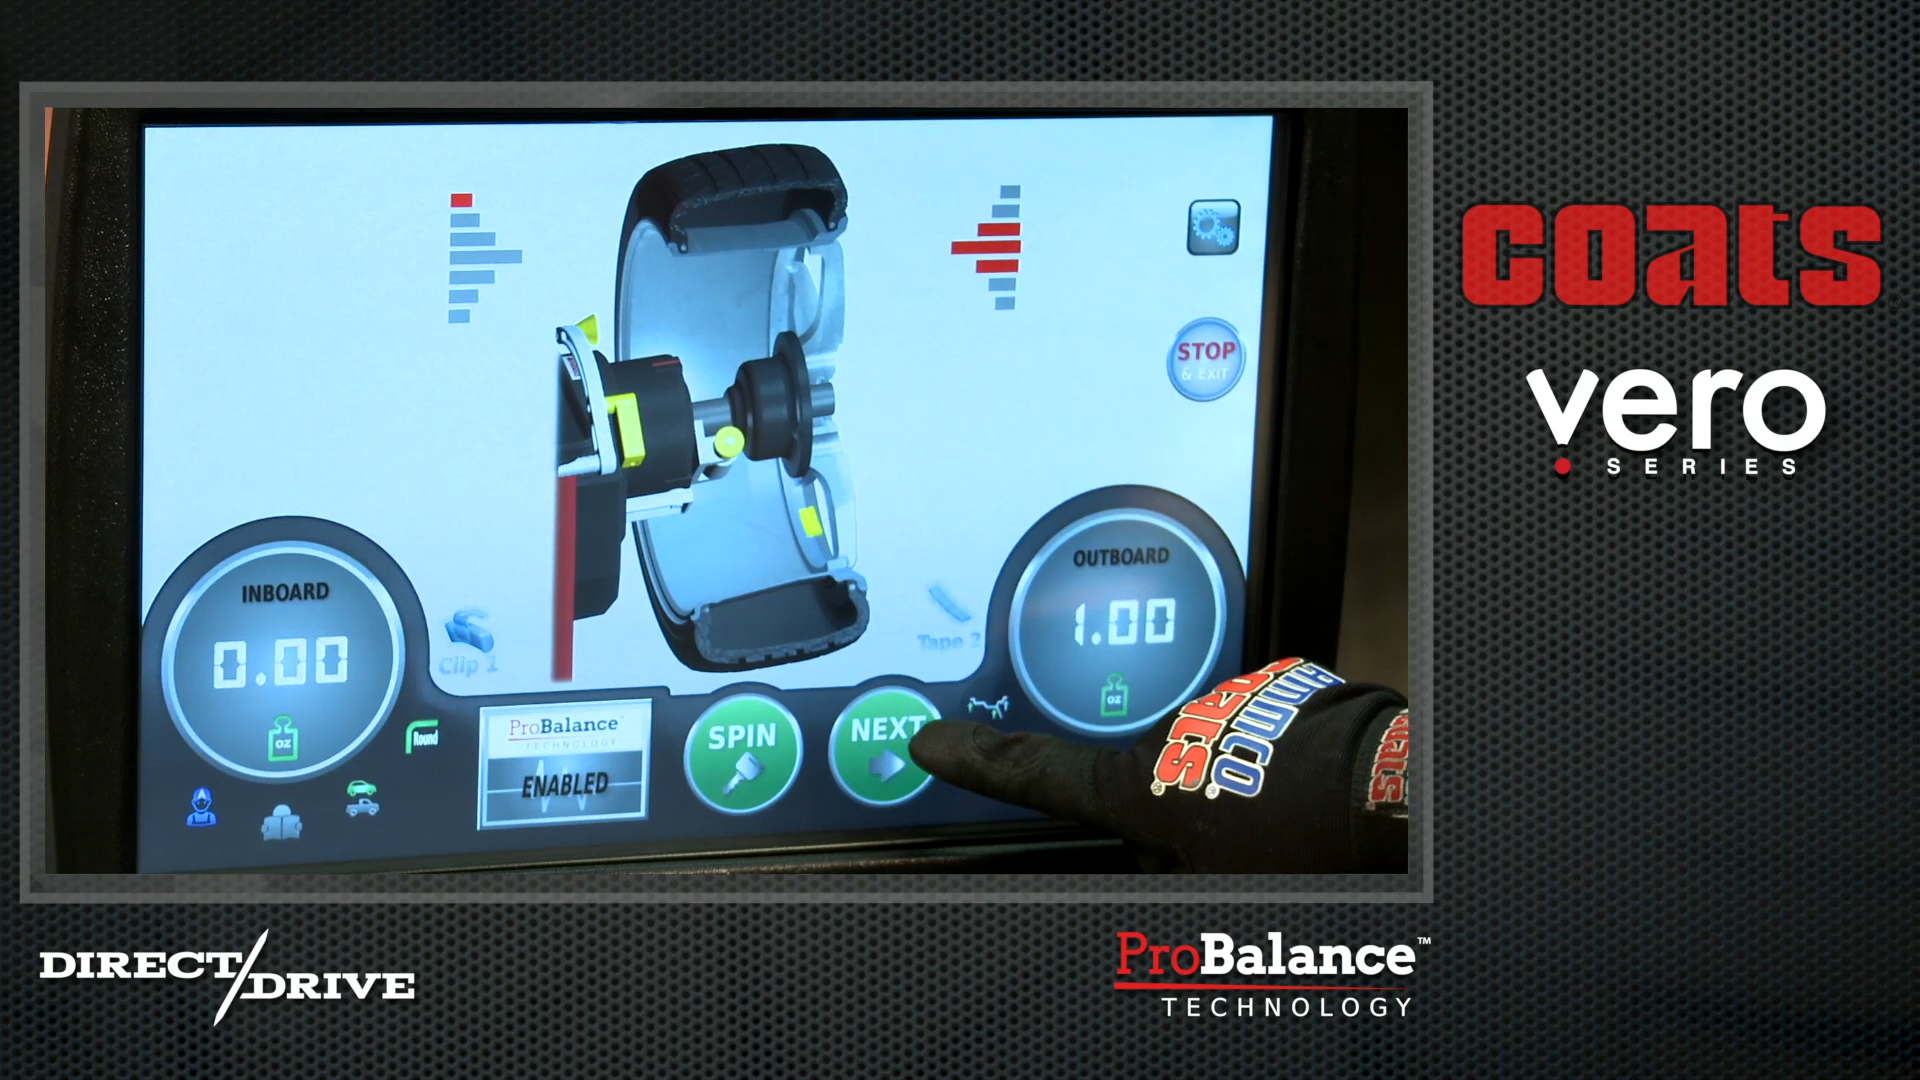 coats
vero
SERIES
STOP
& EXIT
INBOARD
0.00
oz
Clip 1
Round
ProBalance
TECHNOLOGY
ENABLED
SPIN
NEXT
Tape 2
OUTBOARD
1.00
oz
COATS
DIRECT/DRIVE
ProBalance™
TECHNOLOGY